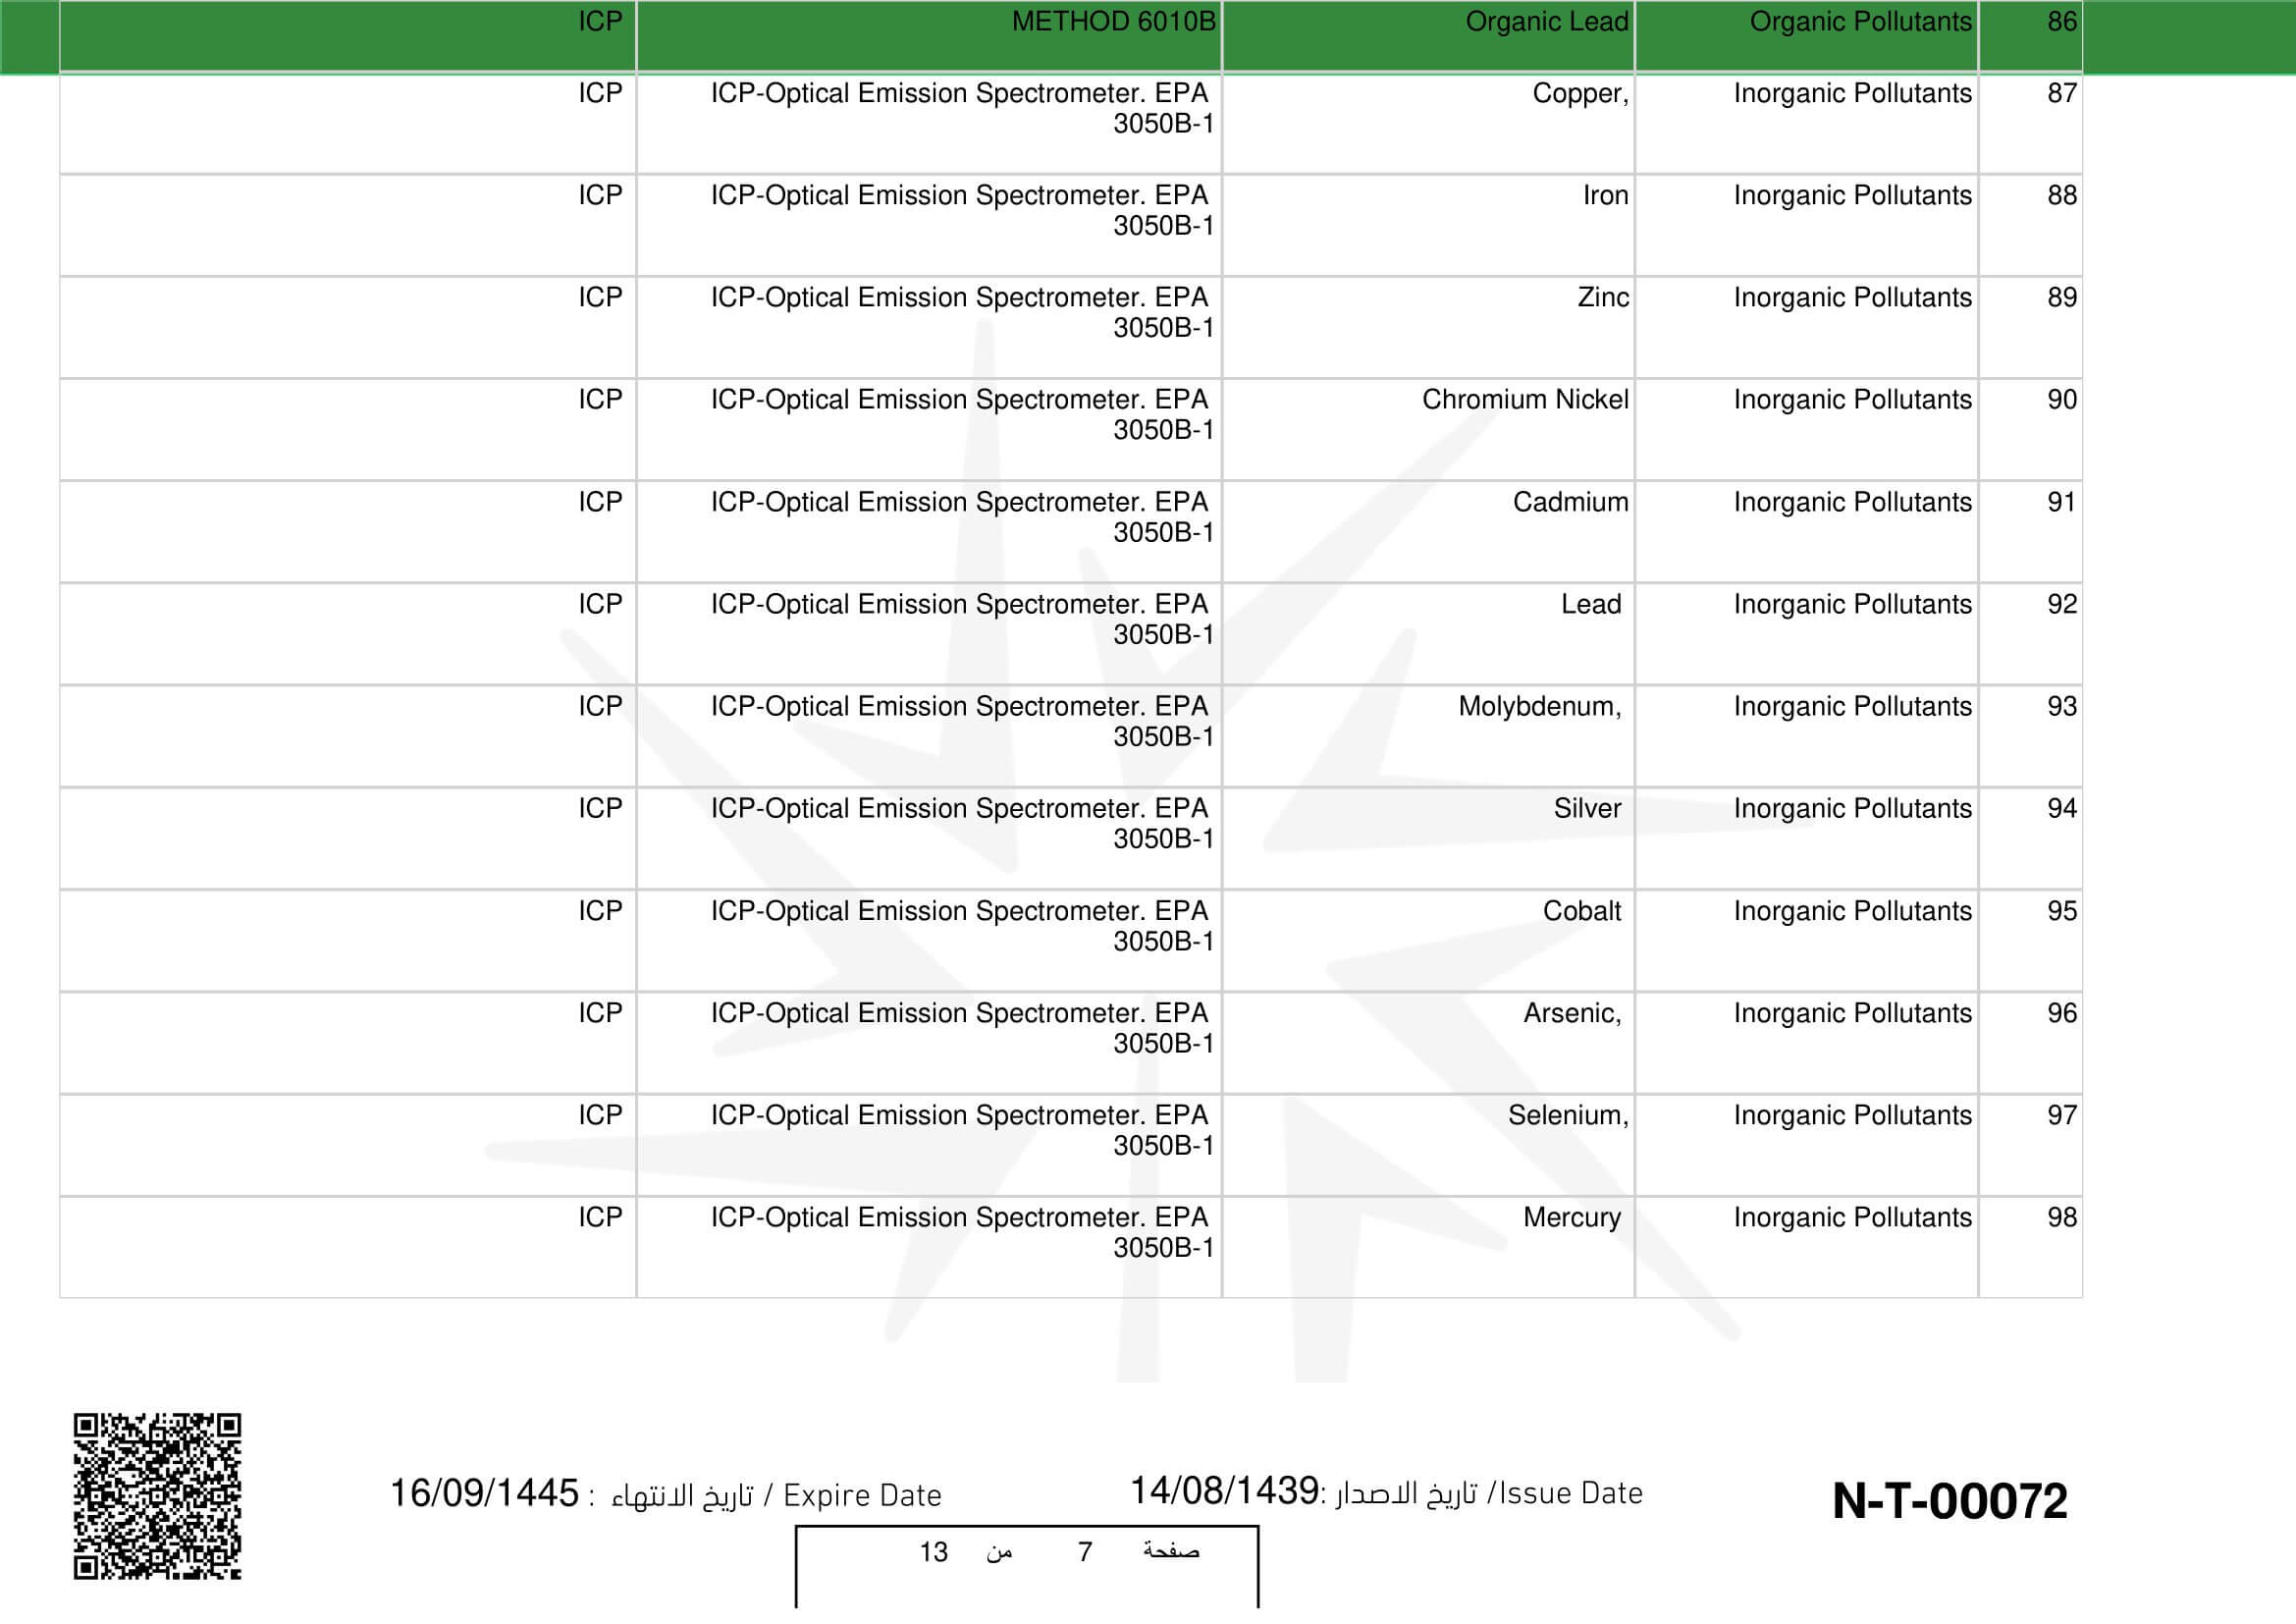 86 Organic Pollutants Organic Lead METHOD 6010B ICP
87 Inorganic Pollutants Copper, ICP-Optical Emission Spectrometer. EPA ICP
3050B-1
88 Inorganic Pollutants Iron ICP-Optical Emission Spectrometer. EPA ICP
3050B-1
89 Inorganic Pollutants Zinc ICP-Optical Emission Spectrometer. EPA ICP
3050B-1
90 Inorganic Pollutants Chromium Nickel ICP-Optical Emission Spectrometer. EPA ICP
3050B-1
91 Inorganic Pollutants Cadmium ICP-Optical Emission Spectrometer. EPA ICP
3050B-1
92 Inorganic Pollutants Lead ICP-Optical Emission Spectrometer. EPA ICP
3050B-1
93 Inorganic Pollutants Molybdenum, ICP-Optical Emission Spectrometer. EPA ICP
3050B-1
94 Inorganic Pollutants Silver ICP-Optical Emission Spectrometer. EPA ICP
3050B-1
95 Inorganic Pollutants Cobalt ICP-Optical Emission Spectrometer. EPA ICP
3050B-1
96 Inorganic Pollutants Arsenic, ICP-Optical Emission Spectrometer. EPA ICP
3050B-1
97 Inorganic Pollutants Selenium, ICP-Optical Emission Spectrometer. EPA ICP
3050B-1
98 Inorganic Pollutants Mercury ICP-Optical Emission Spectrometer. EPA ICP
3050B-1
N-T-00072
Issue Date/ تاريخ الاصدار :14/08/1439
Expire Date / تاريخ الانتهاء : 16/09/1445
صفحة 7 من 13